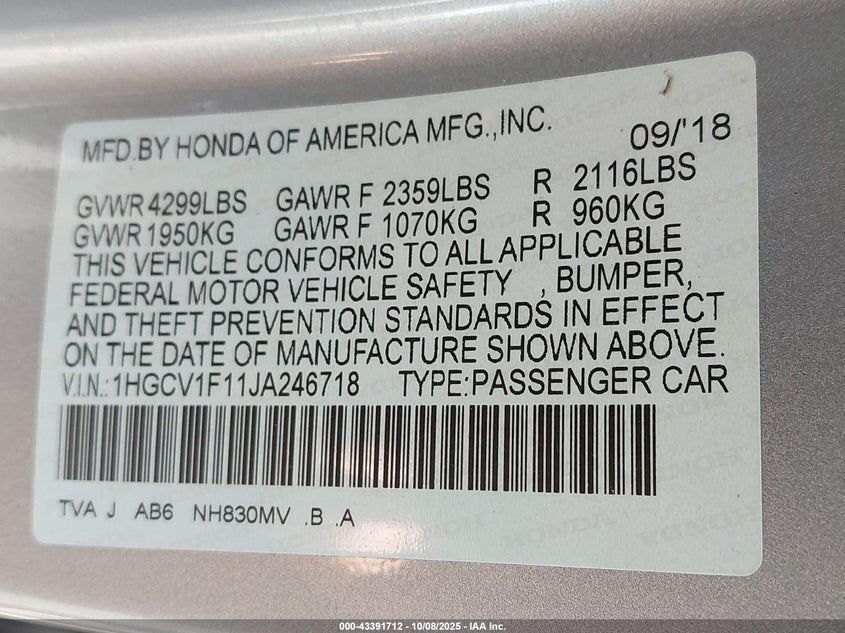 MFD.BY HONDA OF AMERICA MFG.,INC. 09/'18
GVWR 4299LBS GAWR F 2359LBS R 2116LBS
GVWR 1950KG GAWR F 1070KG R 960KG
THIS VEHICLE CONFORMS TO ALL APPLICABLE
FEDERAL MOTOR VEHICLE SAFETY , BUMPER,
AND THEFT PREVENTION STANDARDS IN EFFECT
ON THE DATE OF MANUFACTURE SHOWN ABOVE.
V.I.N.: 1HGCV1F11JA246718 TYPE:PASSENGER CAR
TVA J AB6 NH830MV .B .A
HONDA HONDA
000-43391712 - 10/08/2025 - IAA Inc.